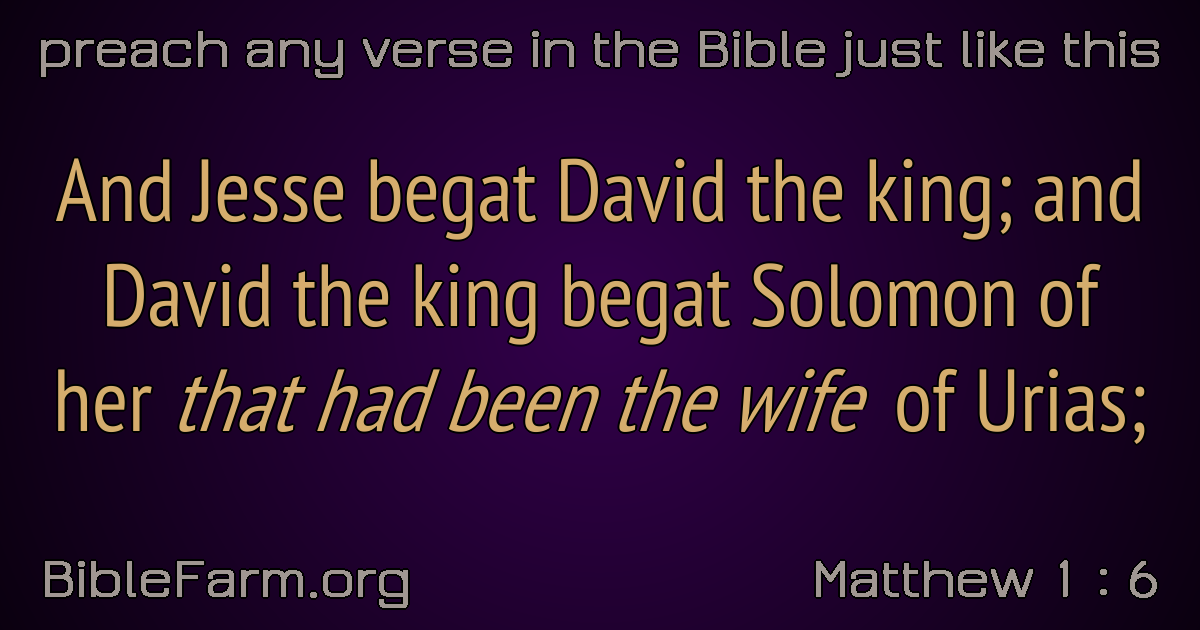 preach any verse in the Bible just like this
And Jesse begat David the king; and
David the king begat Solomon of
her that had been the wife of Urias;
BibleFarm.org
Matthew 1 : 6